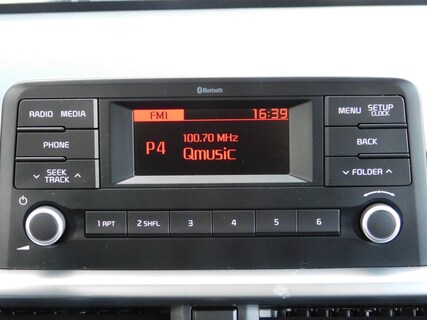 Bluetooth
RADIO MEDIA
FM1 16:39
MENU SETUP
CLOCK
100.70 MHz
PHONE
P4
Qmusic
BACK
SEEK
TRACK
FOLDER
1 RPT 2 SHFL 3 4 5 6